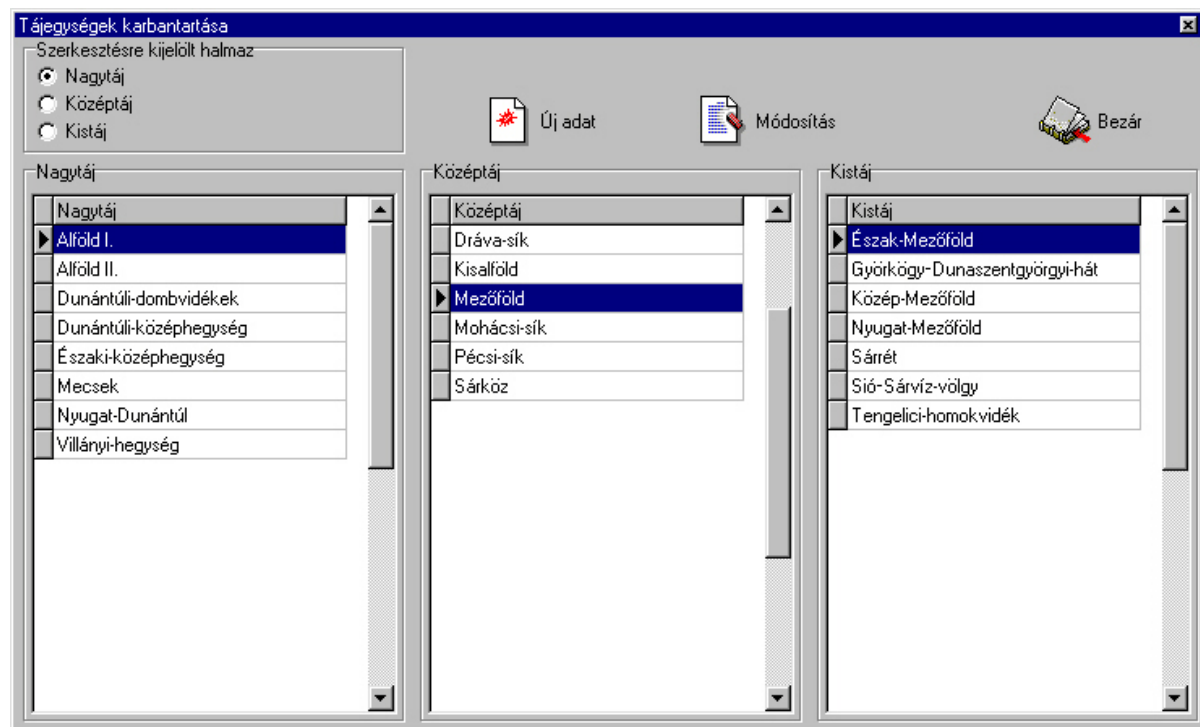 Tájegységek karbantartása
Szerkesztésre kijelölt halmaz
Nagytáj
Középtáj
Kistáj
Új adat
Módosítás
Bezár
Nagytáj
Nagytáj
Alföld I.
Alföld II.
Dunántúli-dombvidékek
Dunántúli-középhegység
Északi-középhegység
Mecsek
Nyugat-Dunántúl
Villányi-hegység
Középtáj
Középtáj
Dráva-sík
Kisalföld
Mezőföld
Mohácsi-sík
Pécsi-sík
Sárköz
Kistáj
Kistáj
Észak-Mezőföld
Györkögy-Dunaszentgyörgyi-hát
Közép-Mezőföld
Nyugat-Mezőföld
Sárrét
Sió-Sárvíz-völgy
Tengelici-homokvidék